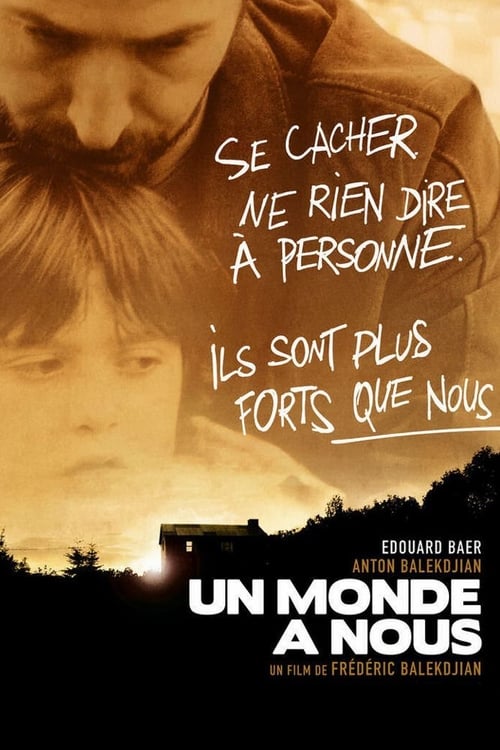 SE CACHER.
NE RIEN DIRE
À PERSONNE.
ILS SONT PLUS
FORTS QUE NOUS
EDOUARD BAER
ANTON BALEKDJIAN
UN MONDE
A NOUS
UN FILM DE FRÉDÉRIC BALEKDJIAN